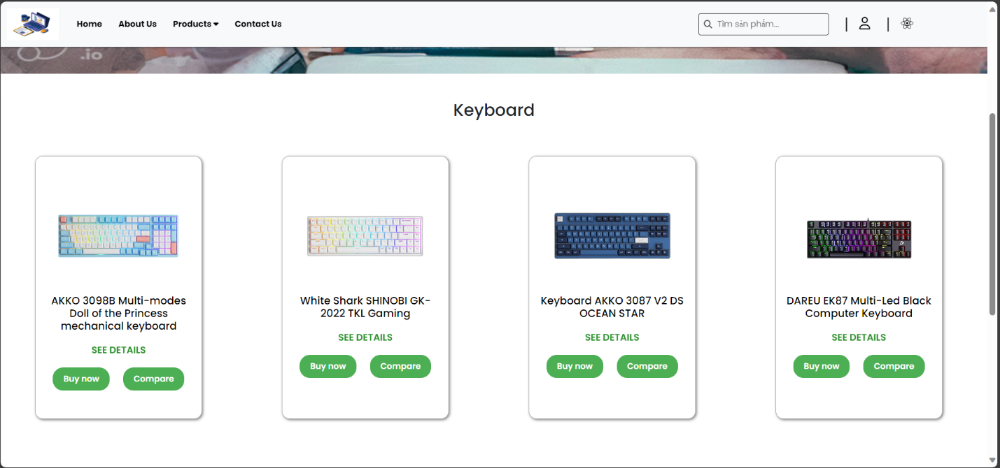 Home About Us Products Contact Us Tìm sản phẩm...
.io
Keyboard
AKKO 3098B Multi-modes
Doll of the Princess
mechanical keyboard
SEE DETAILS
Buy now Compare
White Shark SHINOBI GK-
2022 TKL Gaming
SEE DETAILS
Buy now Compare
Keyboard AKKO 3087 V2 DS
OCEAN STAR
SEE DETAILS
Buy now Compare
DAREU EK87 Multi-Led Black
Computer Keyboard
SEE DETAILS
Buy now Compare